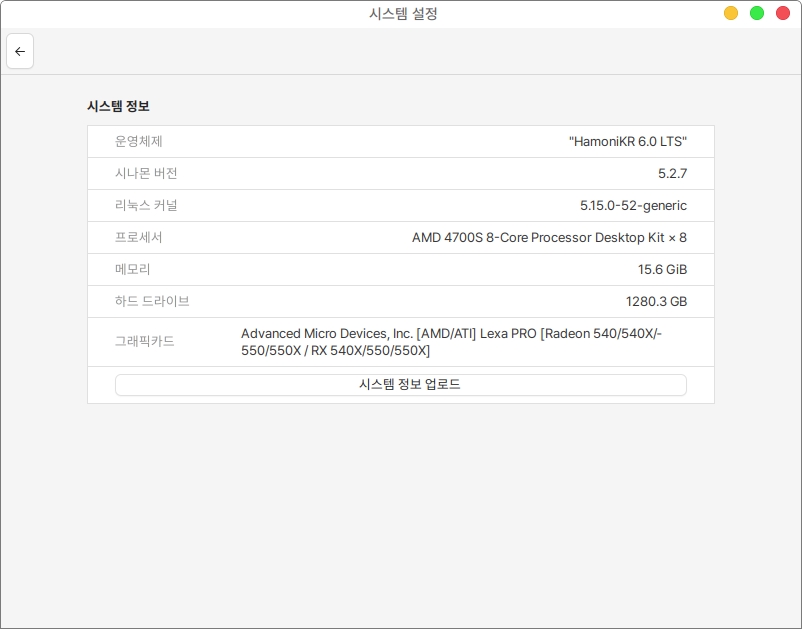 시스템 설정
←
시스템 정보
운영체제 "HamoniKR 6.0 LTS"
시나몬 버전 5.2.7
리눅스 커널 5.15.0-52-generic
프로세서 AMD 4700S 8-Core Processor Desktop Kit × 8
메모리 15.6 GiB
하드 드라이브 1280.3 GB
그래픽카드 Advanced Micro Devices, Inc. [AMD/ATI] Lexa PRO [Radeon 540/540X/-
550/550X / RX 540X/550/550X]
시스템 정보 업로드